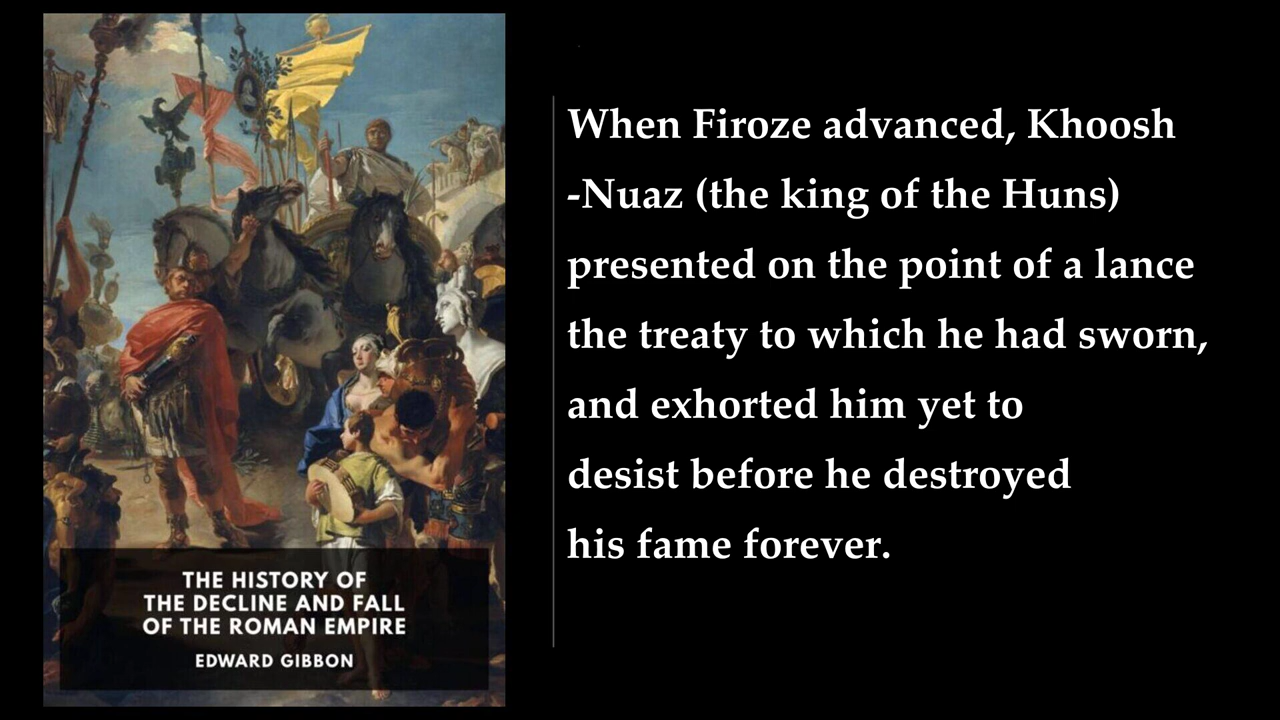 THE HISTORY OF
THE DECLINE AND FALL
OF THE ROMAN EMPIRE
EDWARD GIBBON
When Firoze advanced, Khoosh
-Nuaz (the king of the Huns)
presented on the point of a lance
the treaty to which he had sworn,
and exhorted him yet to
desist before he destroyed
his fame forever.